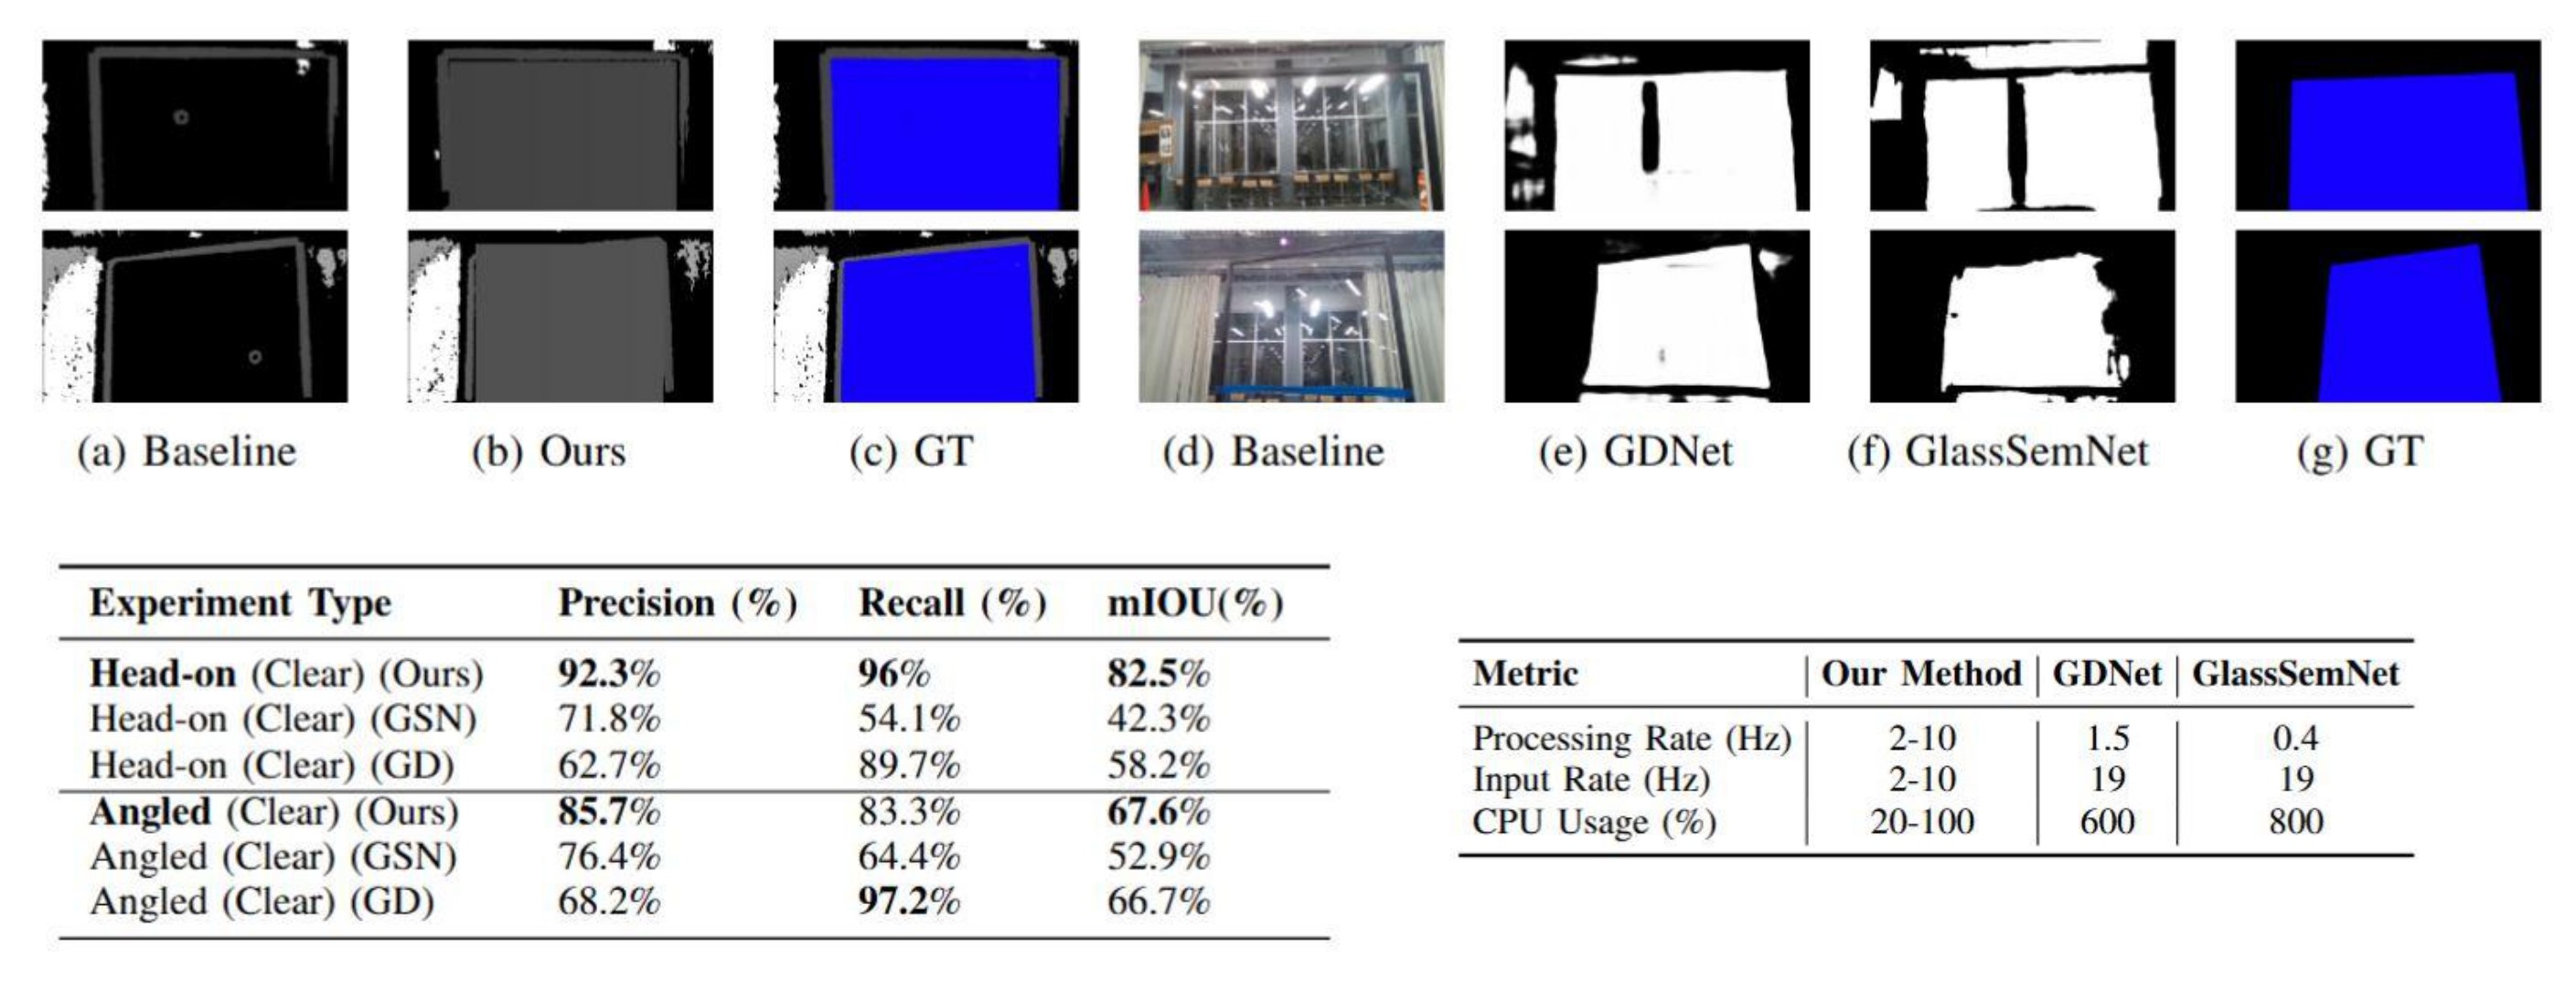 (a) Baseline (b) Ours (c) GT (d) Baseline (e) GDNet (f) GlassSemNet (g) GT
Experiment Type Precision (%) Recall (%) mIOU(%)
Head-on (Clear) (Ours) 92.3% 96% 82.5%
Head-on (Clear) (GSN) 71.8% 54.1% 42.3%
Head-on (Clear) (GD) 62.7% 89.7% 58.2%
Angled (Clear) (Ours) 85.7% 83.3% 67.6%
Angled (Clear) (GSN) 76.4% 64.4% 52.9%
Angled (Clear) (GD) 68.2% 97.2% 66.7%
Metric Our Method GDNet GlassSemNet
Processing Rate (Hz) 2-10 1.5 0.4
Input Rate (Hz) 2-10 19 19
CPU Usage (%) 20-100 600 800